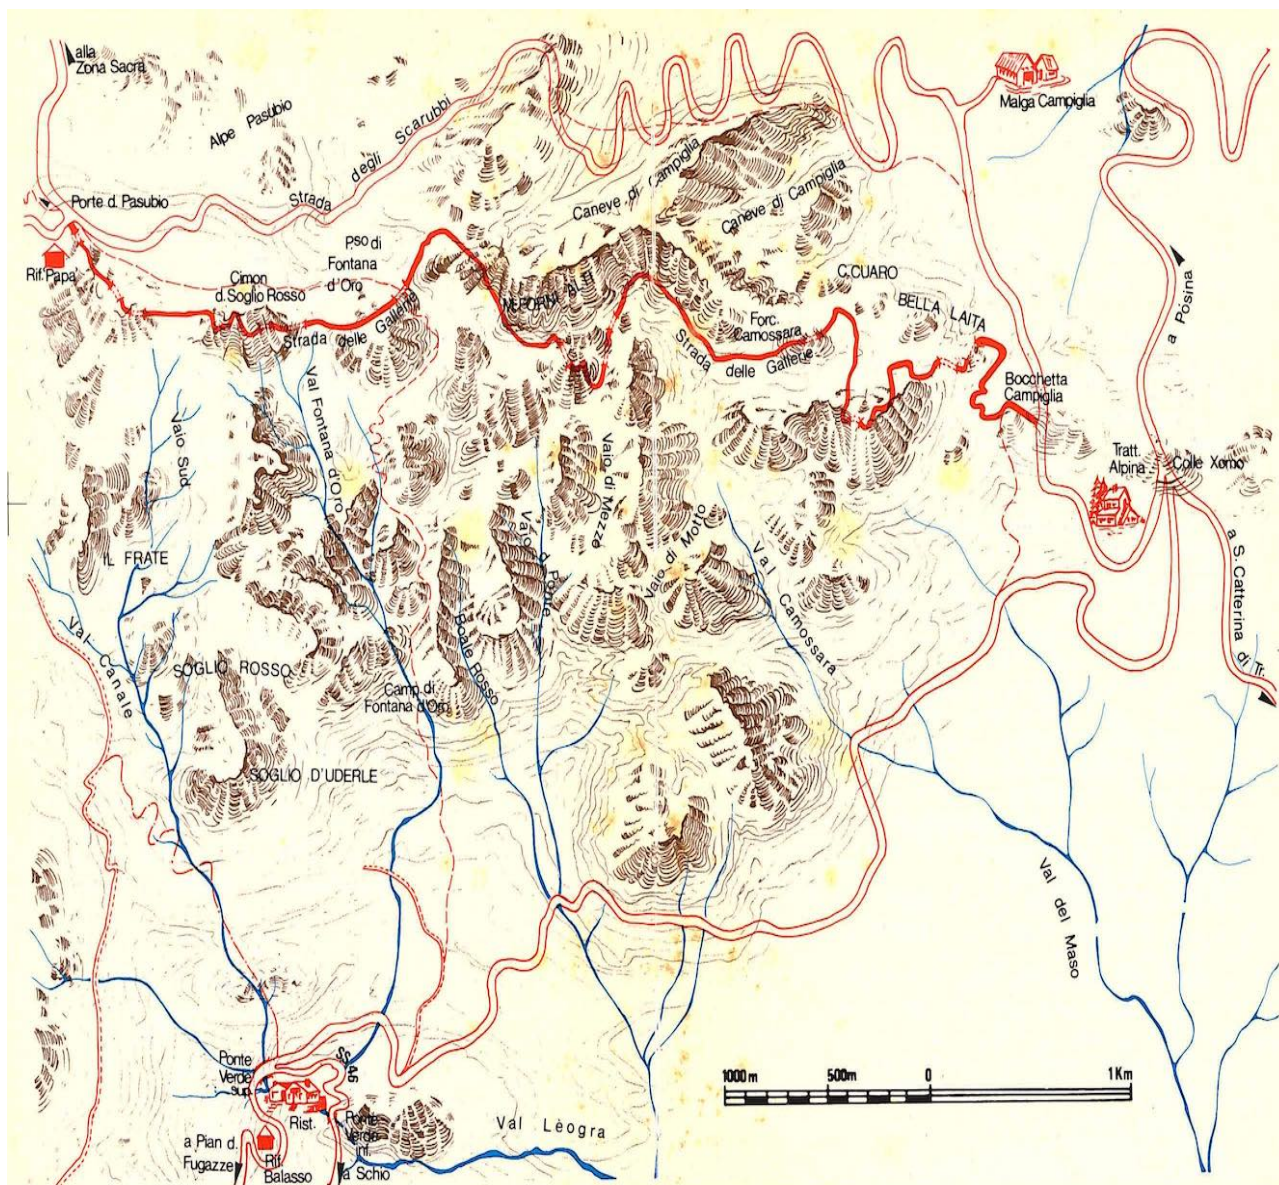 alla
Zona Sacra
Alpe Pasubio
Strada degli Scarubbi
Malga Campiglia
Porte d. Pasubio
Rif. Papa
Cimon
d. Soglio Rosso
P.so di
Fontana
d'Oro
Caneve di Campiglia
Caneve di Campiglia
M. FORNI ALTI
C. CUARO
BELLA LAITA
Forc.
Camossara
Strada delle Gallerie
Strada delle Gallerie
Bocchetta
Campiglia
a Posina
Tratt.
Alpina
Colle Xomo
a S. Catterina di Tr.
Vaio Sud
Val Fontana d'Oro
Vaio di Mezzo
Vaio d. Ponte
Vaio di Motto
Val Camossara
IL FRATE
Val Canale
SOGLIO ROSSO
Boale Rosso
Camp. di
Fontana d'Oro
SOGLIO D'UDERLE
Val del Maso
Ponte
Verde
sup.
SS 46
Rist.
Ponte
Verde
inf.
a Pian d.
Fugazze
Rif.
Balasso
a Schio
Val Lèogra
1000 m 500m 0 1 Km